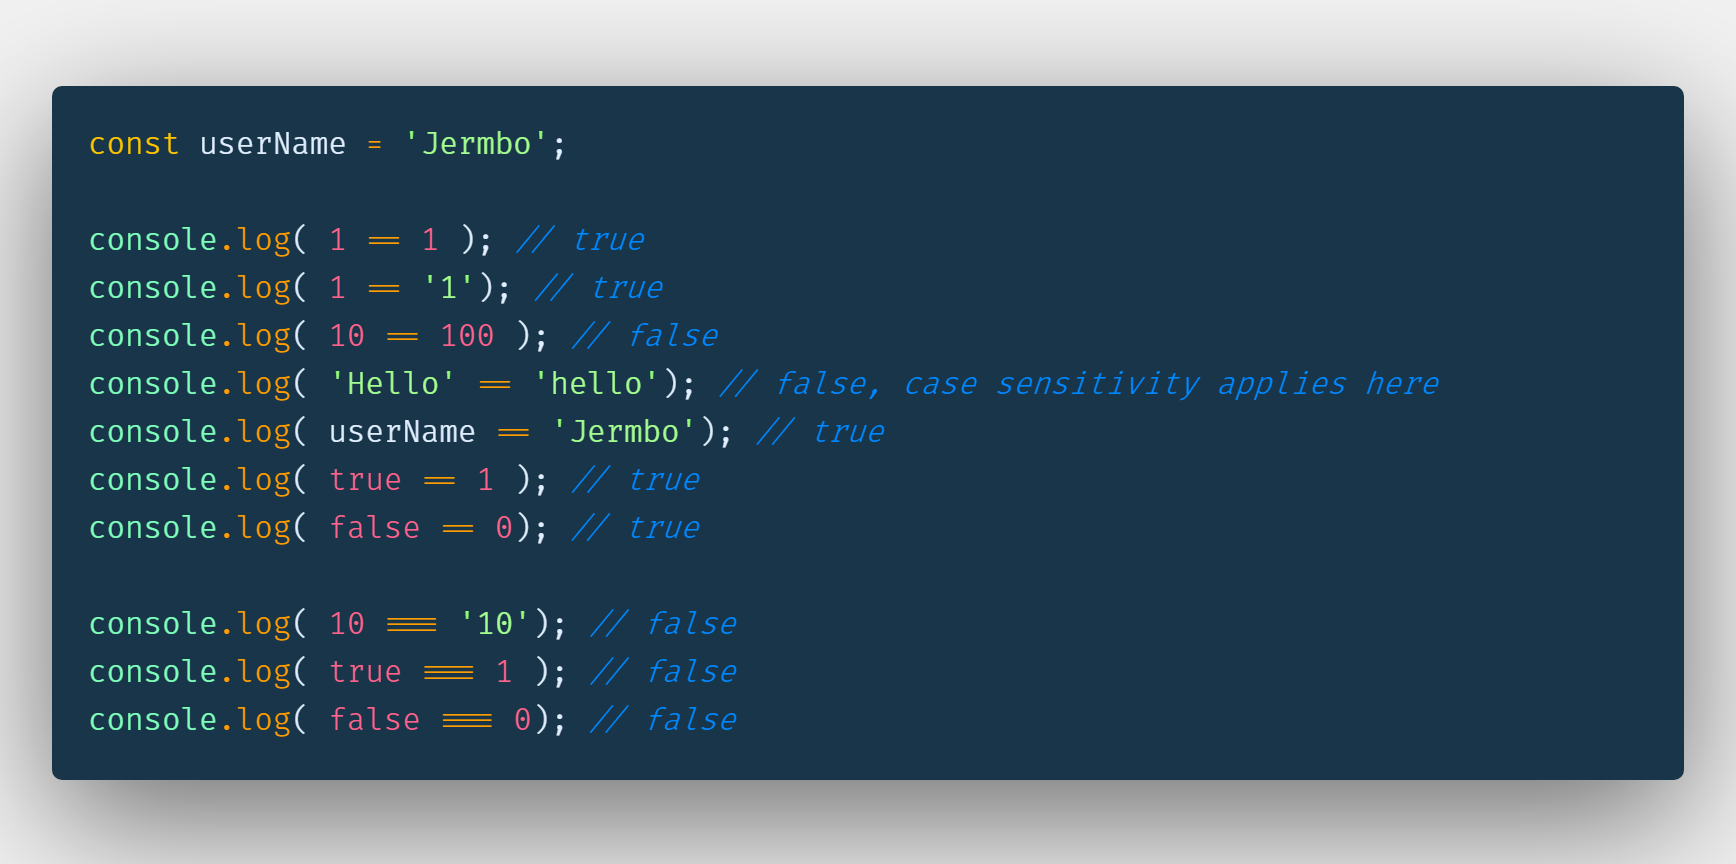 const userName = 'Jermbo';
console.log( 1 == 1 ); // true
console.log( 1 == '1'); // true
console.log( 10 == 100 ); // false
console.log( 'Hello' == 'hello'); // false, case sensitivity applies here
console.log( userName == 'Jermbo'); // true
console.log( true == 1 ); // true
console.log( false == 0); // true
console.log( 10 === '10'); // false
console.log( true === 1 ); // false
console.log( false === 0); // false